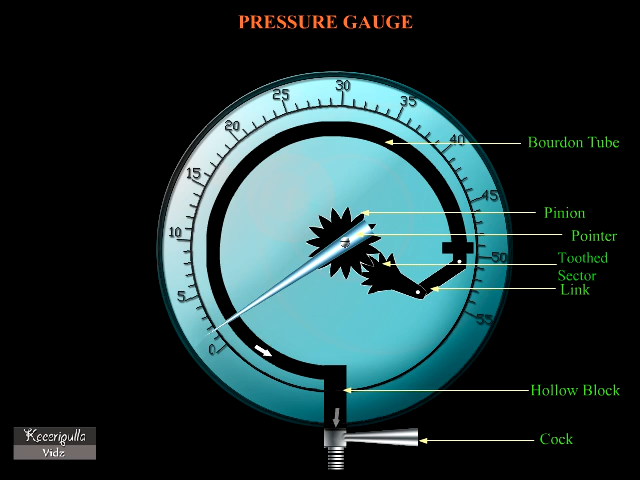 PRESSURE GAUGE
30
25
35
20
40
15
45
10
50
5
55
0
Bourdon Tube
Pinion
Pointer
Toothed
Sector
Link
Hollow Block
Cock
Kecerigulla
Vidz